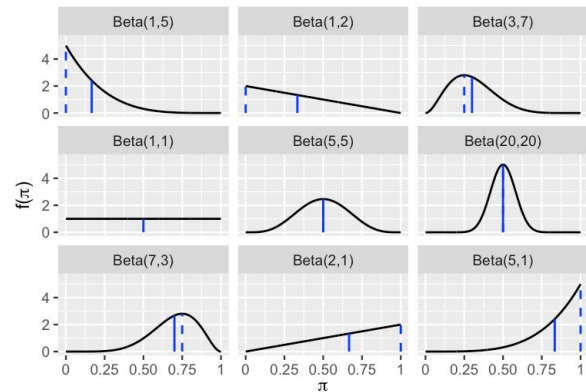 Beta(1,5) Beta(1,2) Beta(3,7)
4
2
0
Beta(1,1) Beta(5,5) Beta(20,20)
f(π)
4
2
0
Beta(7,3) Beta(2,1) Beta(5,1)
4
2
0
0 0.25 0.50 0.75 1 0 0.25 0.50 0.75 1 0 0.25 0.50 0.75 1
π